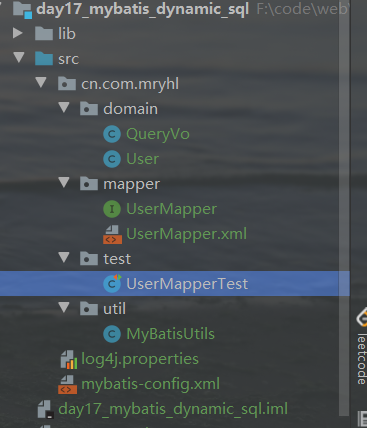 day17_mybatis_dynamic_sql F:\code\web
lib
src
cn.com.mryhl
domain
QueryVo
User
mapper
UserMapper
UserMapper.xml
test
UserMapperTest
util
MyBatisUtils
log4j.properties
mybatis-config.xml
day17_mybatis_dynamic_sql.iml
leetcode